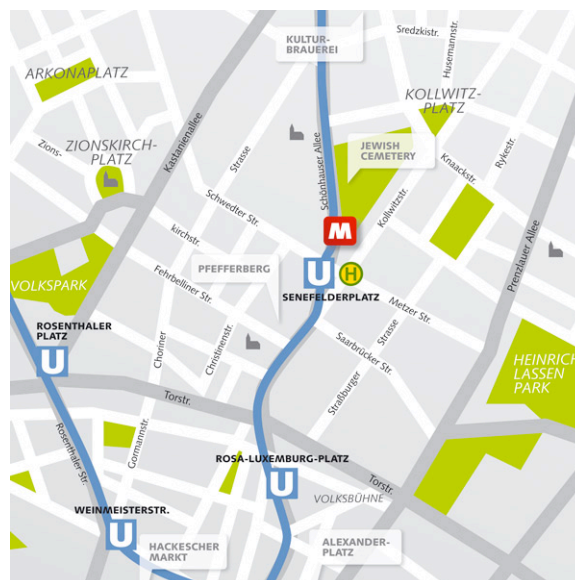 KULTUR-
BRAUEREI
Sredzkistr.
Husemannstr.
ARKONAPLATZ
KOLLWITZ-
PLATZ
Kastanienallee
Zions-
ZIONSKIRCH-
PLATZ
Strasse
Schönhauser Allee
JEWISH
CEMETERY
Knaackstr.
Rykestr.
Schwedter Str.
Kollwitzstr.
kirchstr.
M
Prenzlauer Allee
Fehrbelliner Str.
PFEFFERBERG
U
H
VOLKSPARK
SENEFELDERPLATZ
Metzer Str.
ROSENTHALER
PLATZ
U
Choriner
Christinenstr.
Saarbrücker Str.
Strasse
Straßburger
HEINRICH
LASSEN
PARK
Torstr.
Gormannstr.
Rosenthaler Str.
ROSA-LUXEMBURG-PLATZ
U
Torstr.
VOLKSBÜHNE
WEINMEISTERSTR.
U
HACKESCHER
MARKT
ALEXANDER-
PLATZ